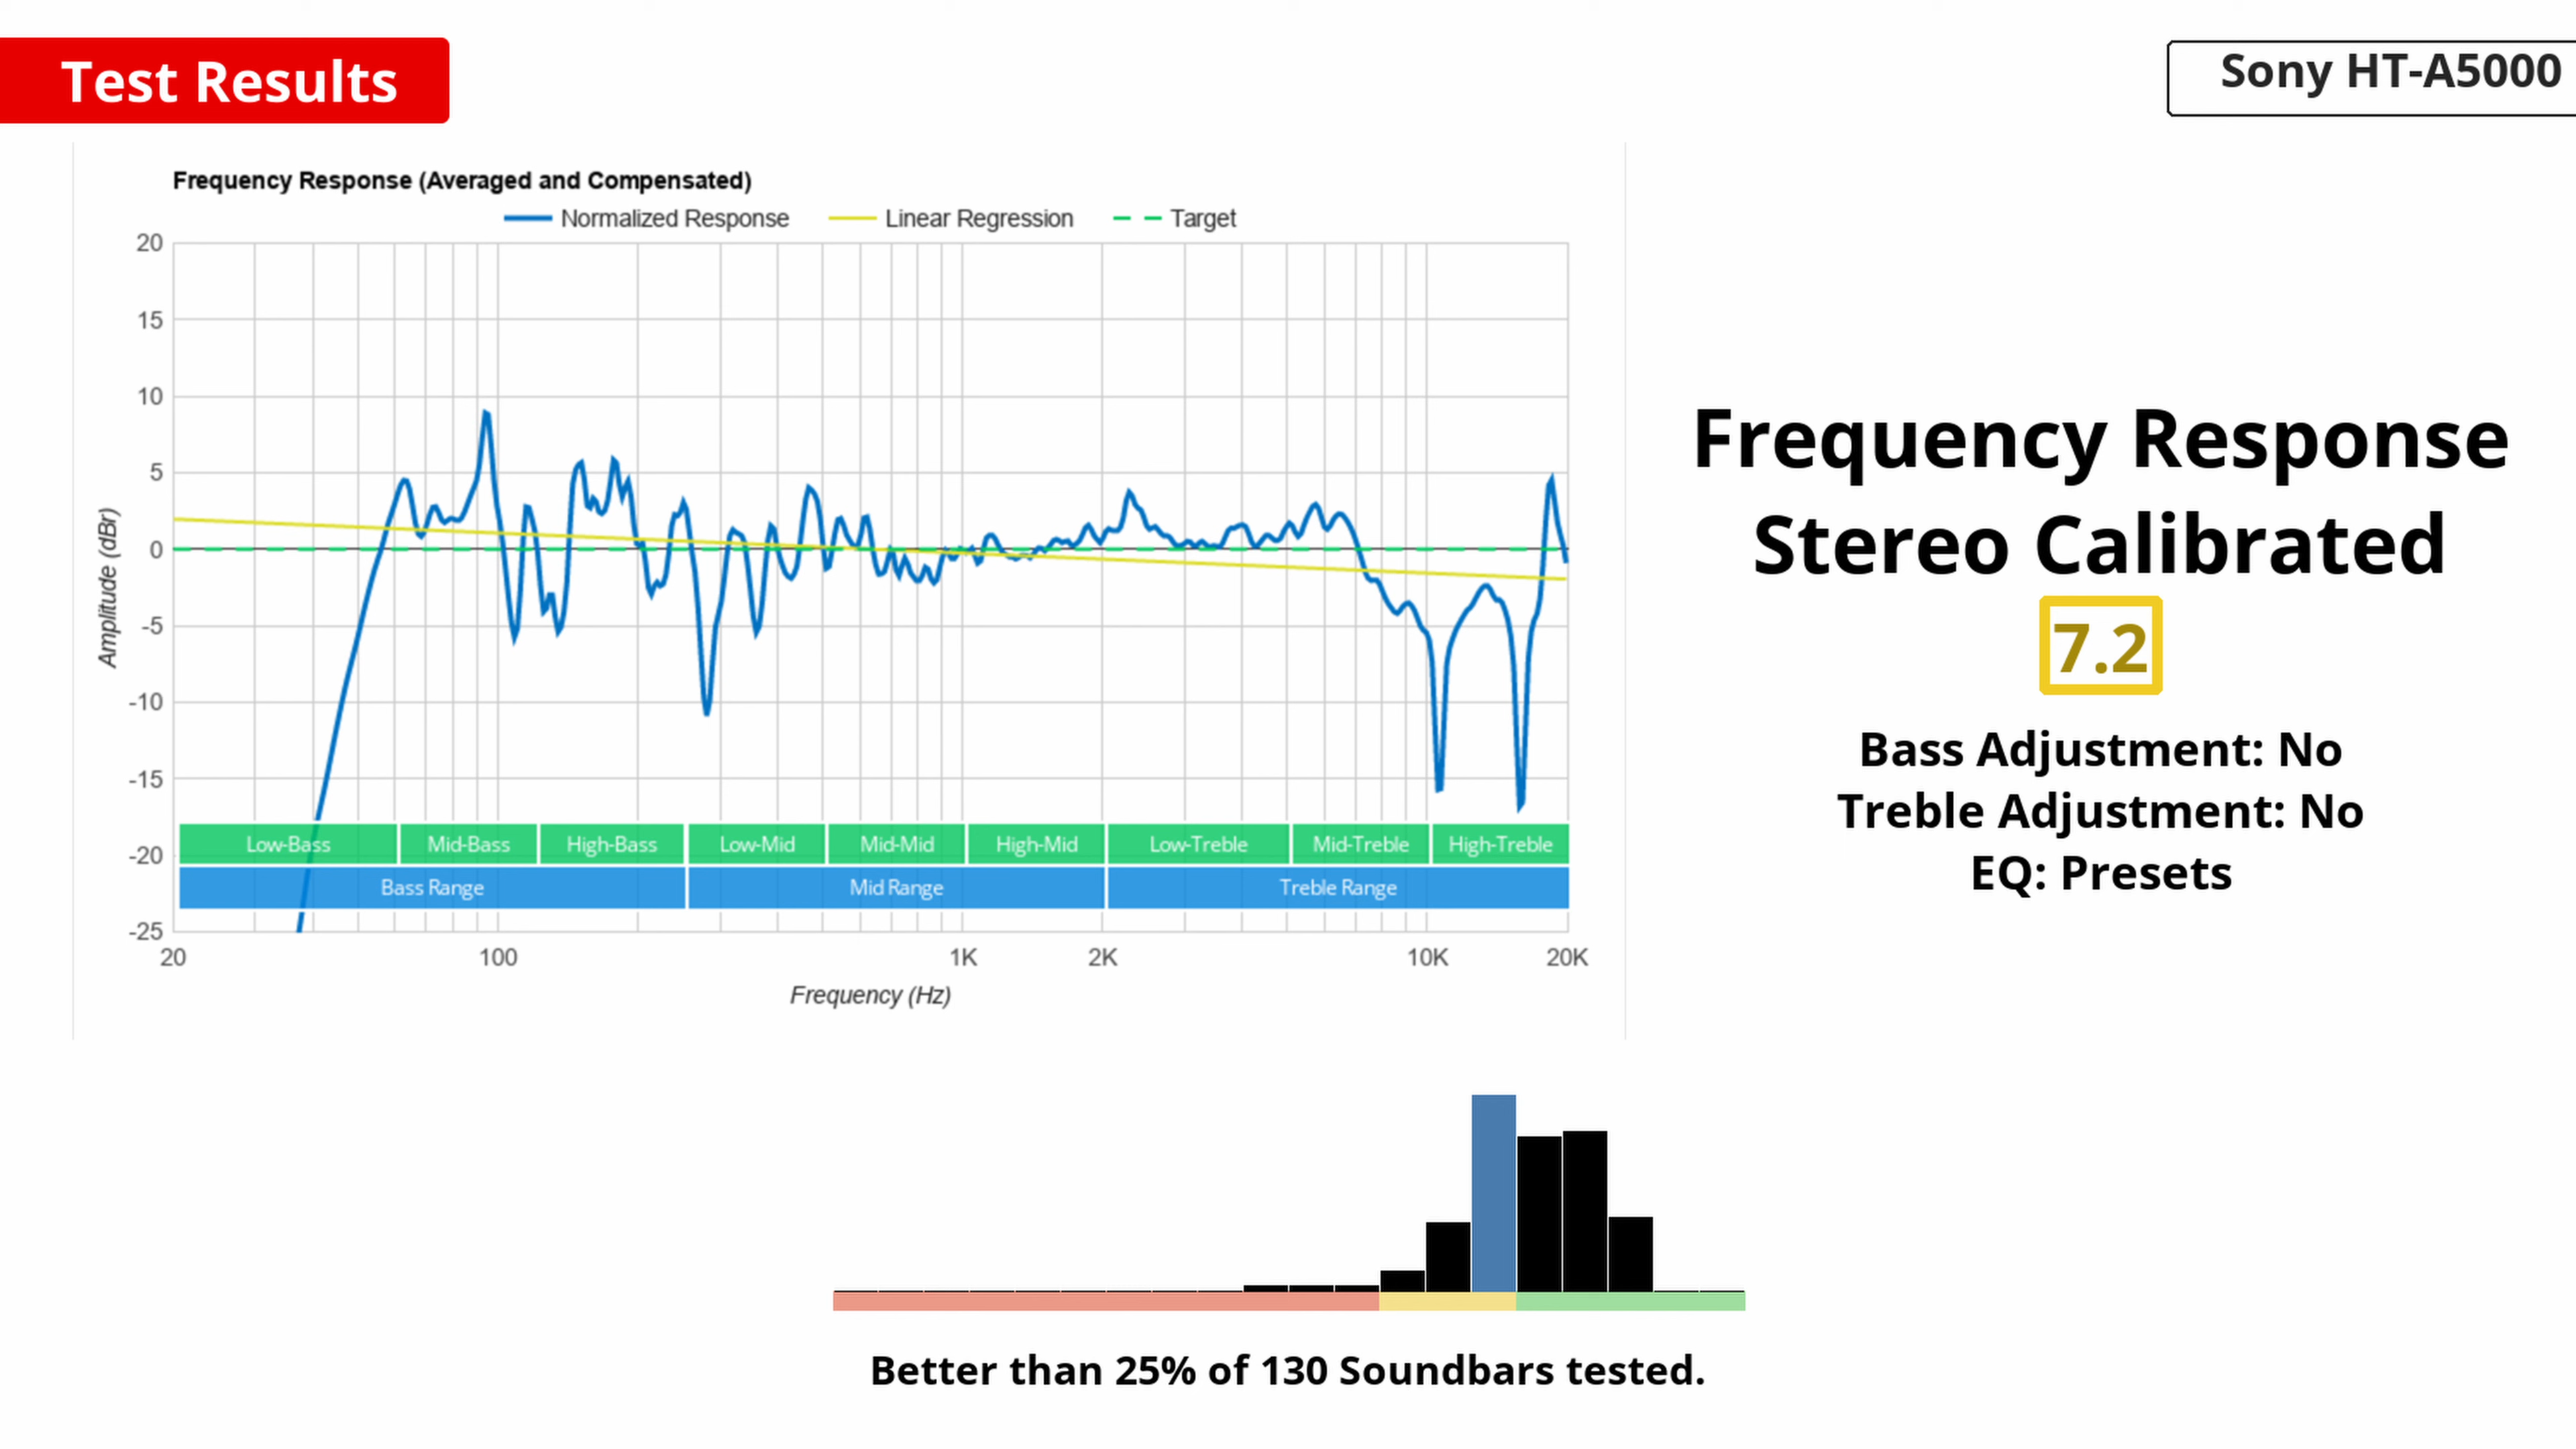 Test Results
Sony HT-A5000
Frequency Response (Averaged and Compensated)
Normalized Response
Linear Regression
Target
20
15
10
5
0
-5
-10
-15
-20
-25
Amplitude (dBr)
Low-Bass
Mid-Bass
High-Bass
Low-Mid
Mid-Mid
High-Mid
Low-Treble
Mid-Treble
High-Treble
Bass Range
Mid Range
Treble Range
20
100
1K
2K
10K
20K
Frequency (Hz)
Frequency Response
Stereo Calibrated
7.2
Bass Adjustment: No
Treble Adjustment: No
EQ: Presets
Better than 25% of 130 Soundbars tested.